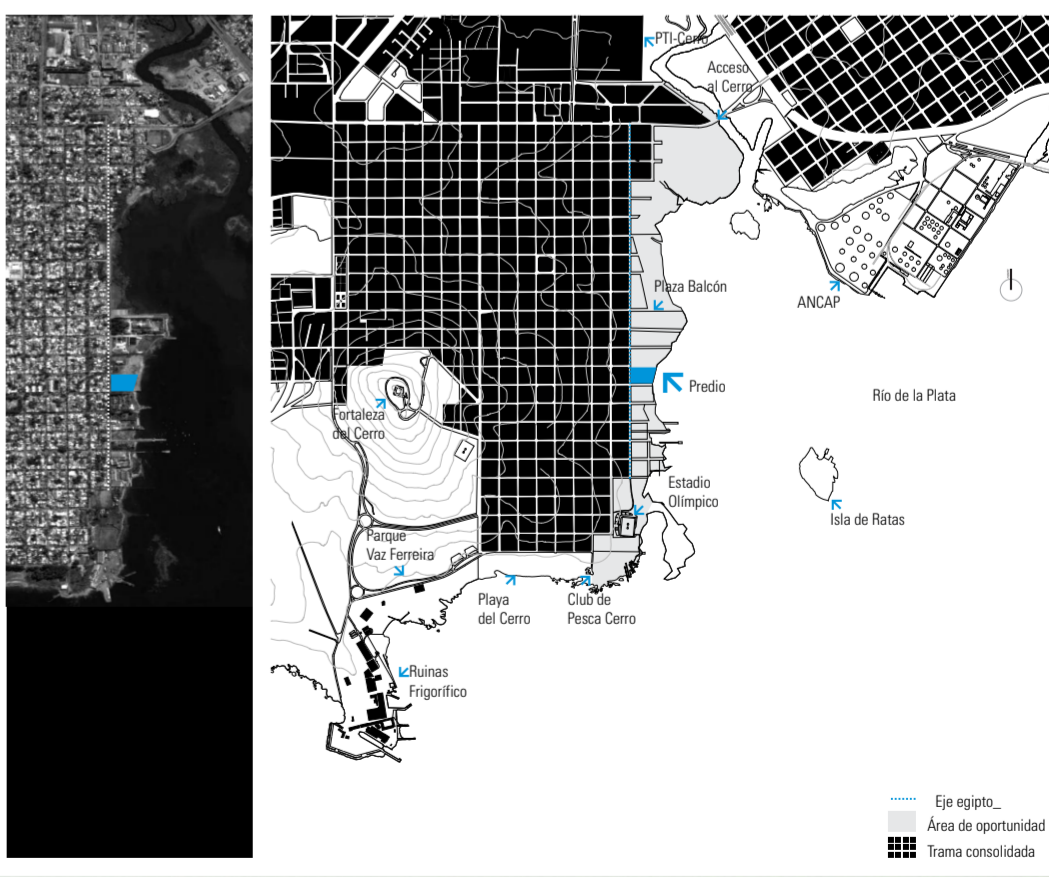 PTI-Cerro
Acceso
al Cerro
Plaza Balcón
ANCAP
Predio
Río de la Plata
Fortaleza
del Cerro
Estadio
Olímpico
Isla de Ratas
Parque
Vaz Ferreira
Playa
del Cerro
Club de
Pesca Cerro
Ruinas
Frigorífico
Eje egipto_
Área de oportunidad
Trama consolidada